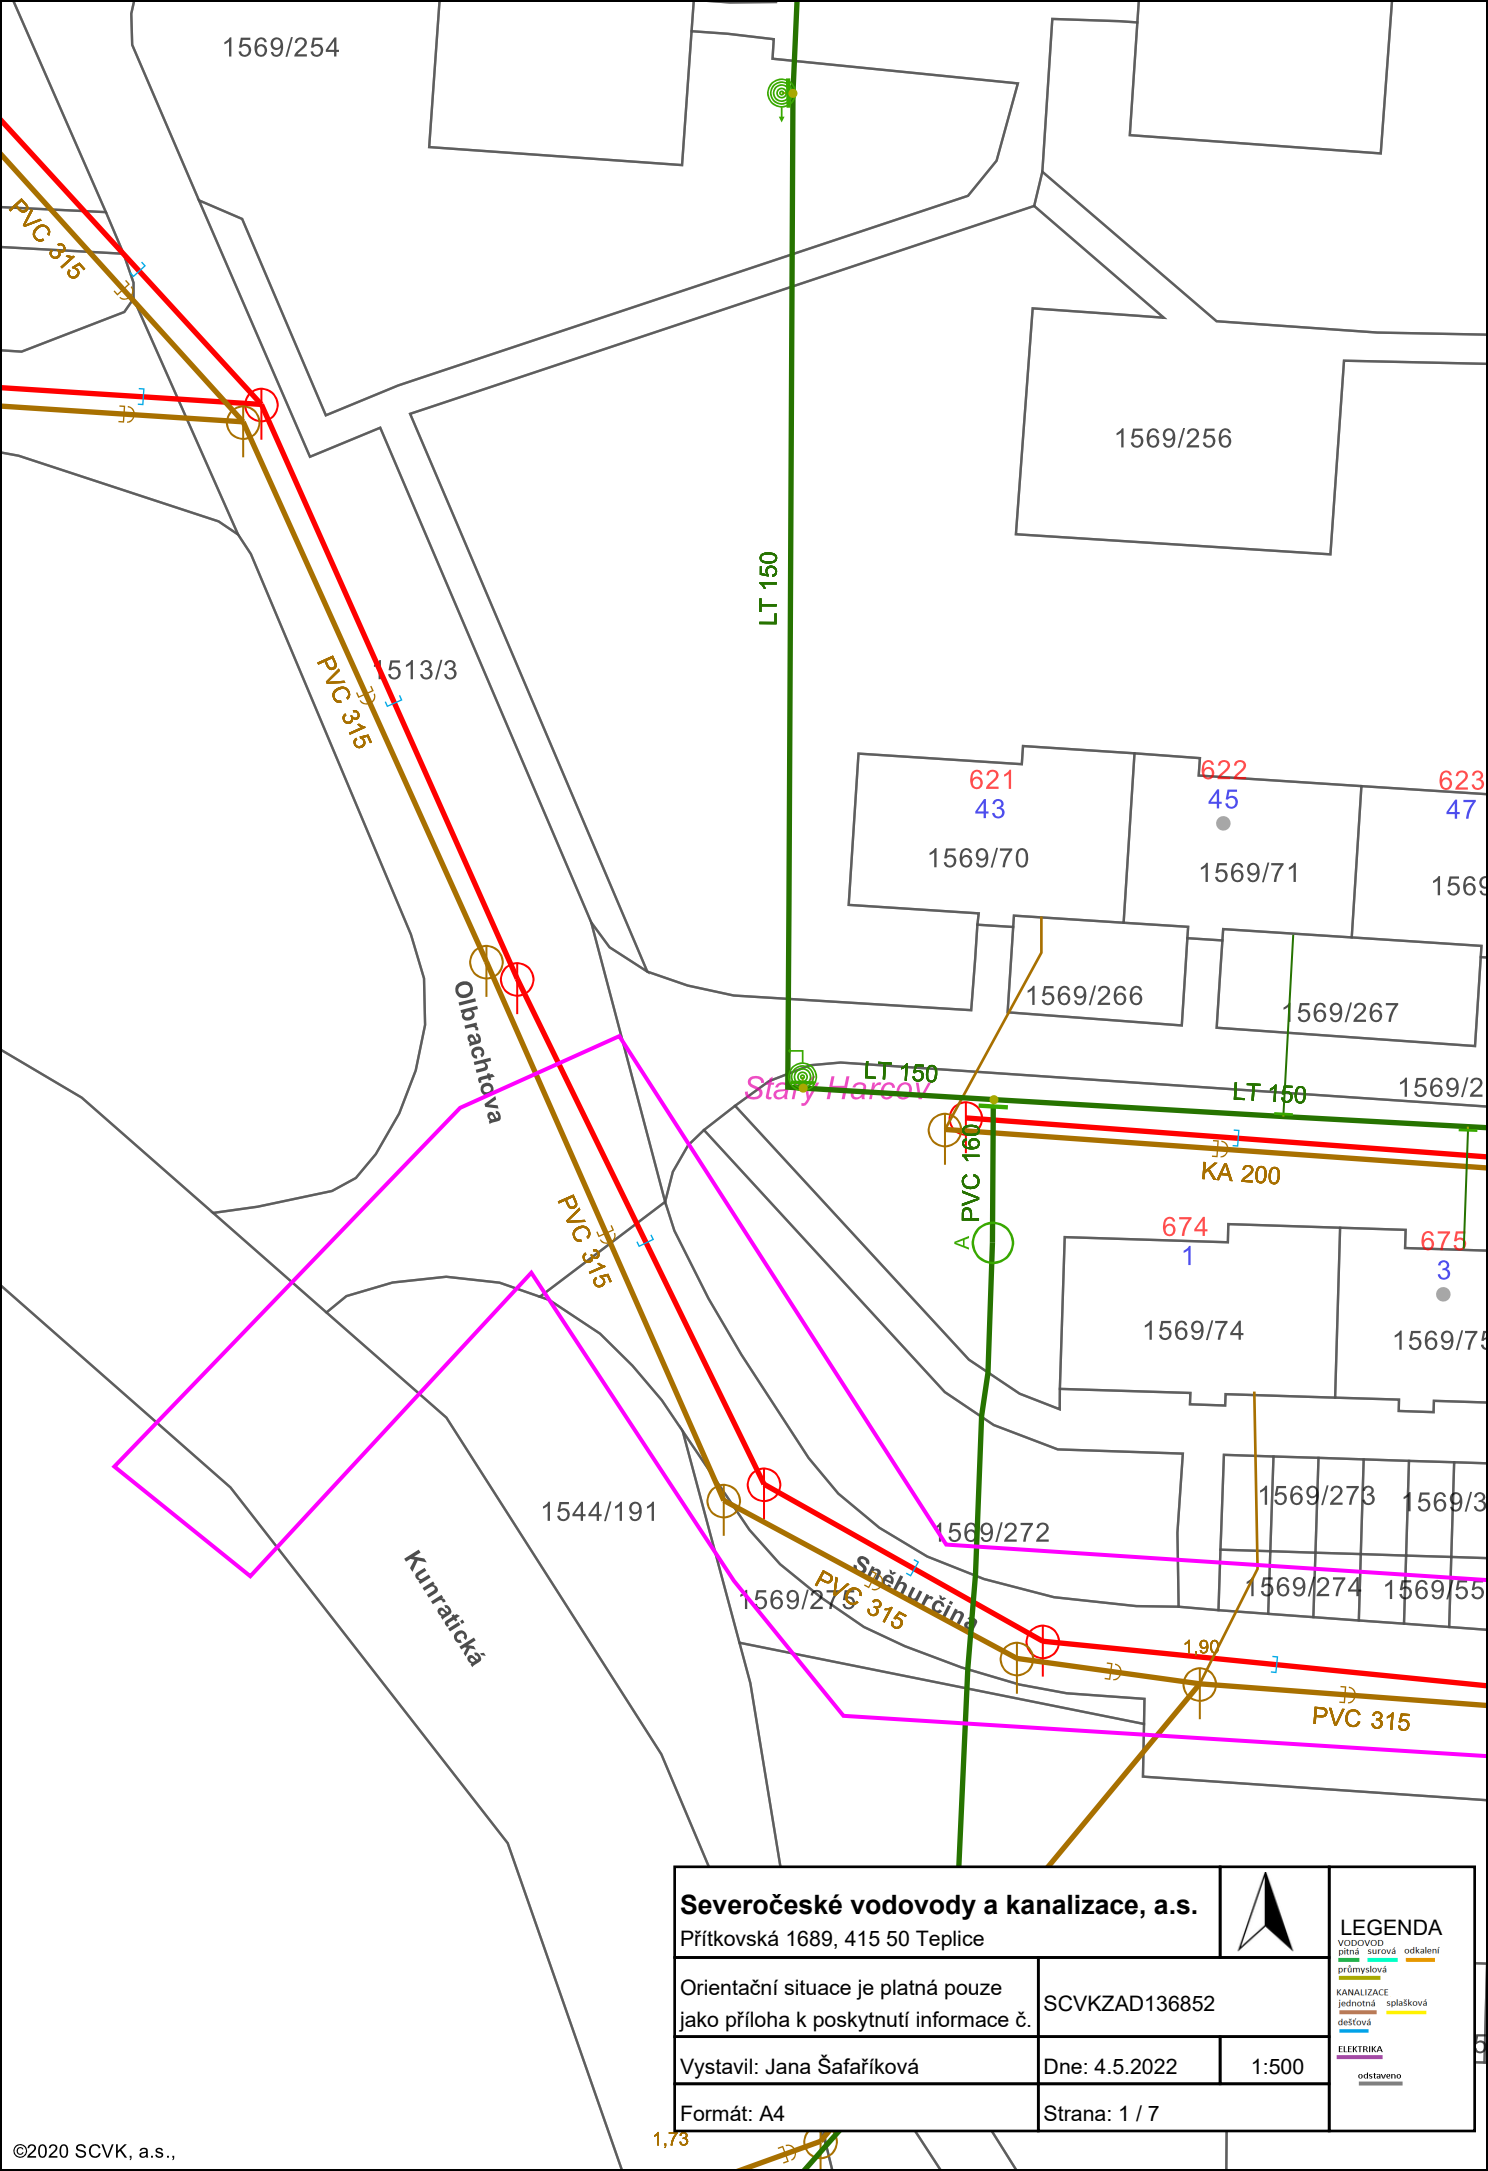 1569/254
PVC 315
1569/256
LT 150
1513/3
PVC 315
621
43
1569/70
622
45
1569/71
623
47
1569
1569/266
1569/267
Olbrachtova
Starý Harcov
LT 150
LT 150
1569/2
PVC 160
KA 200
A
PVC 315
674
1
1569/74
675
3
1569/75
1544/191
Kunratická
1569/272
1569/273
1569/3
1569/274
1569/55
Sněhurčina
PVC 315
1569/275
1,90
PVC 315
Severočeské vodovody a kanalizace, a.s.
Přítkovská 1689, 415 50 Teplice
Orientační situace je platná pouze
jako příloha k poskytnutí informace č.
SCVKZAD136852
Vystavil: Jana Šafaříková
Dne: 4.5.2022
1:500
Formát: A4
Strana: 1 / 7
LEGENDA
VODOVOD
pitná surová odkalení
průmyslová
KANALIZACE
jednotná splašková
dešťová
ELEKTRIKA
odstaveno
1,73
©2020 SCVK, a.s.,